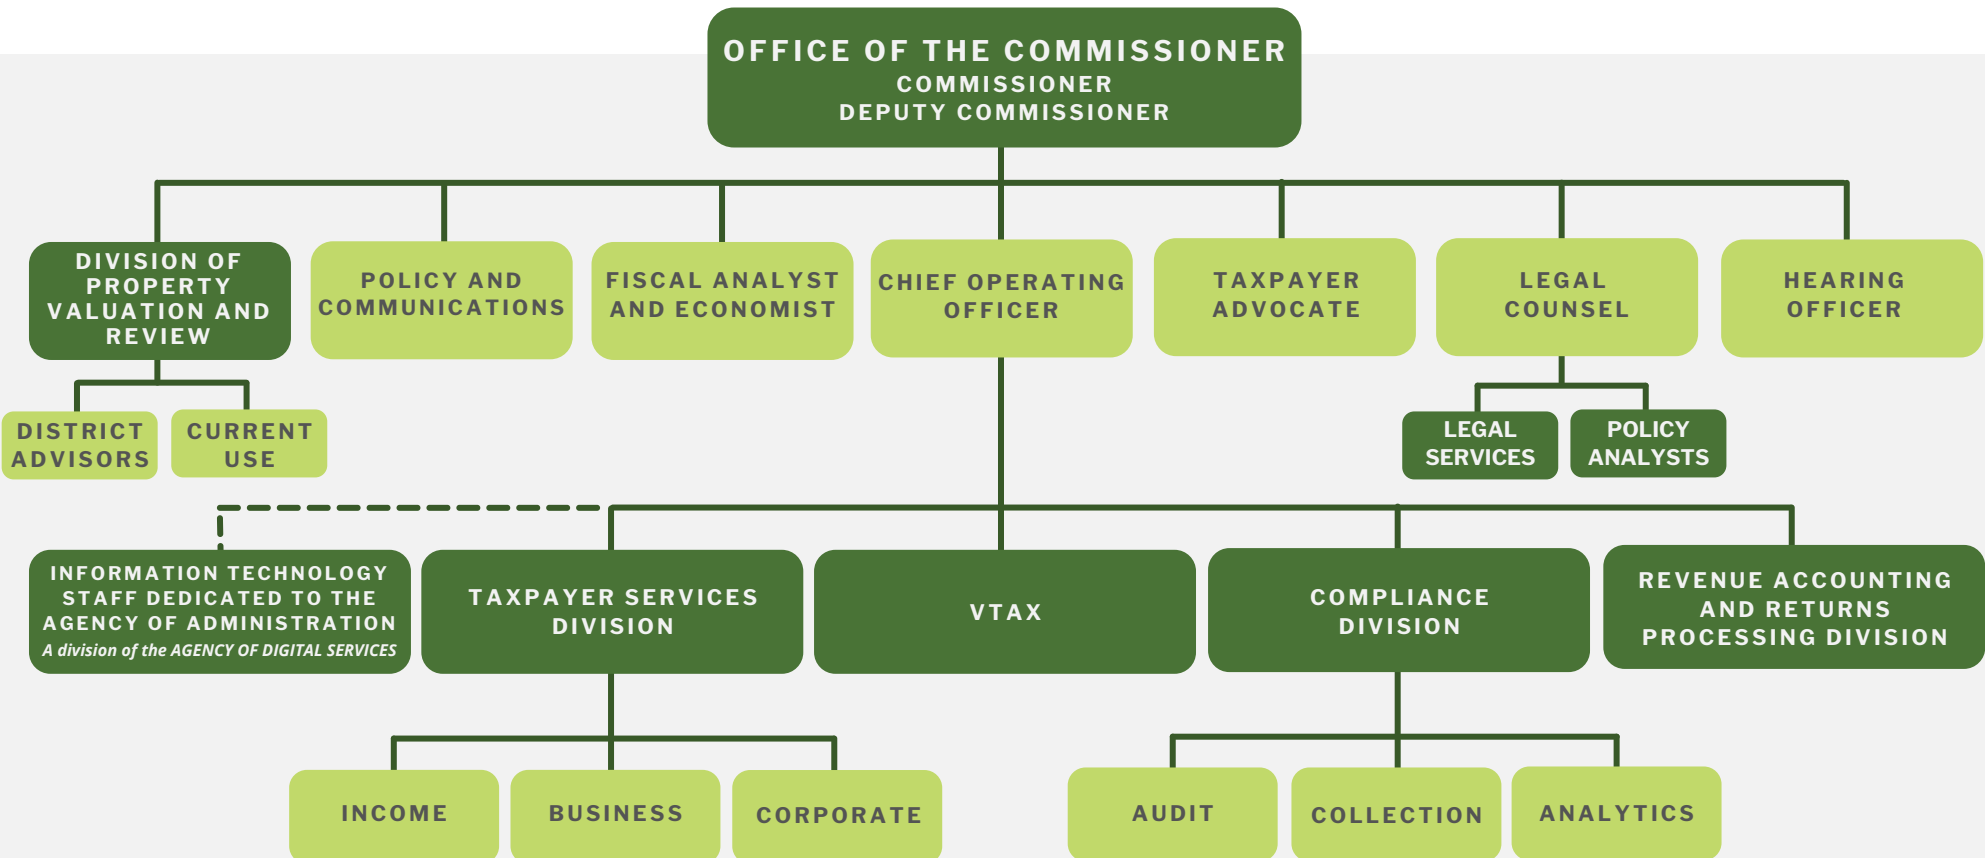 OFFICE OF THE COMMISSIONER
COMMISSIONER
DEPUTY COMMISSIONER
DIVISION OF
PROPERTY
VALUATION AND
REVIEW
POLICY AND
COMMUNICATIONS
FISCAL ANALYST
AND ECONOMIST
CHIEF OPERATING
OFFICER
TAXPAYER
ADVOCATE
LEGAL
COUNSEL
HEARING
OFFICER
DISTRICT
ADVISORS
CURRENT
USE
LEGAL
SERVICES
POLICY
ANALYSTS
INFORMATION TECHNOLOGY
STAFF DEDICATED TO THE
AGENCY OF ADMINISTRATION
A division of the AGENCY OF DIGITAL SERVICES
TAXPAYER SERVICES
DIVISION
VTAX
COMPLIANCE
DIVISION
REVENUE ACCOUNTING
AND RETURNS
PROCESSING DIVISION
INCOME
BUSINESS
CORPORATE
AUDIT
COLLECTION
ANALYTICS